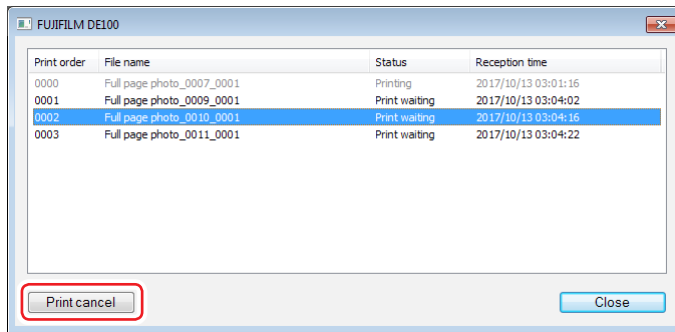 FUJIFILM DE100
Print order File name Status Reception time
0000 Full page photo_0007_0001 Printing 2017/10/13 03:01:16
0001 Full page photo_0009_0001 Print waiting 2017/10/13 03:04:02
0002 Full page photo_0010_0001 Print waiting 2017/10/13 03:04:16
0003 Full page photo_0011_0001 Print waiting 2017/10/13 03:04:22
Print cancel Close